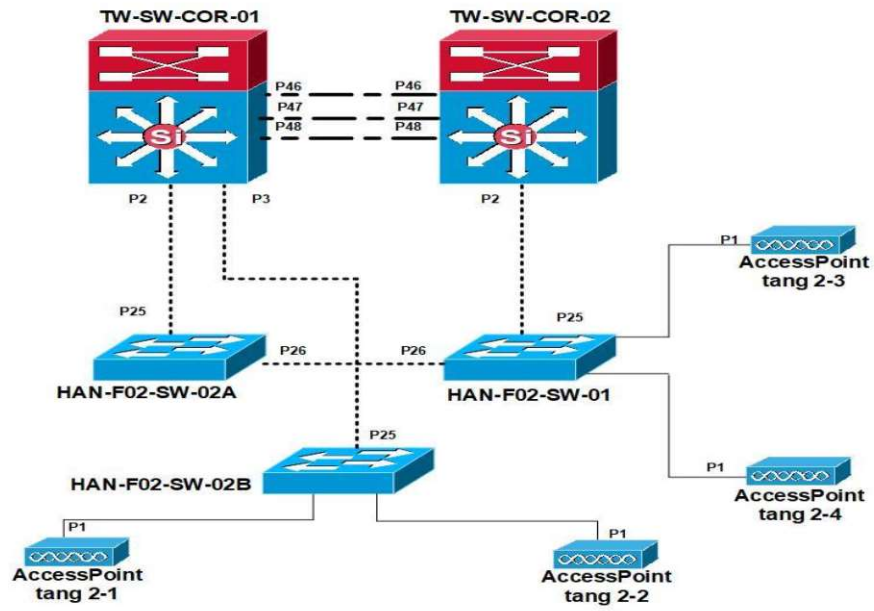 TW-SW-COR-01
TW-SW-COR-02
P46
P46
P47
P47
P48
P48
Si
Si
P2
P3
P2
P1
AccessPoint
tang 2-3
P25
P25
P26
P26
HAN-F02-SW-02A
HAN-F02-SW-01
P25
HAN-F02-SW-02B
P1
AccessPoint
tang 2-4
P1
AccessPoint
tang 2-1
P1
AccessPoint
tang 2-2